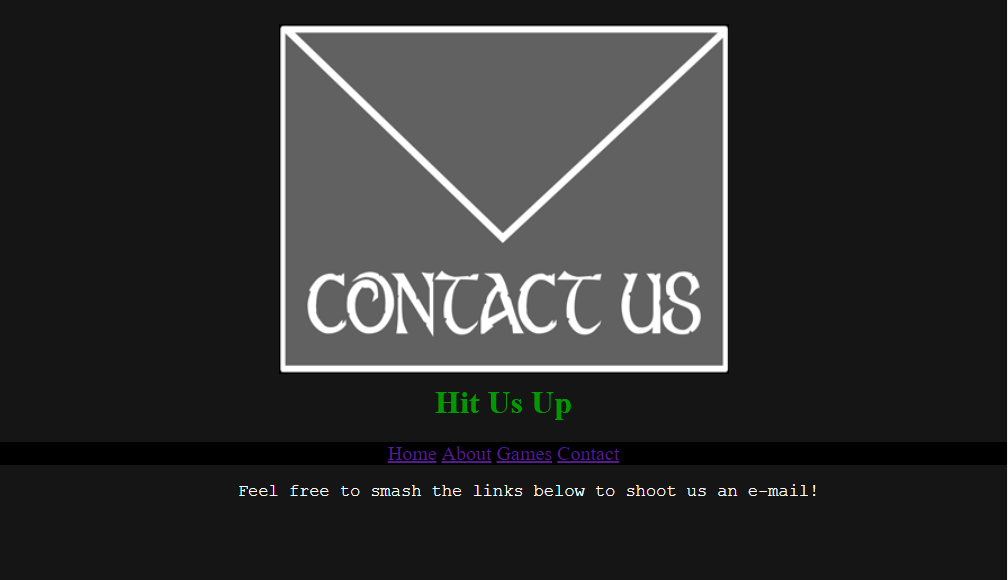 CONTACT US
Hit Us Up
Home About Games Contact
Feel free to smash the links below to shoot us an e-mail!